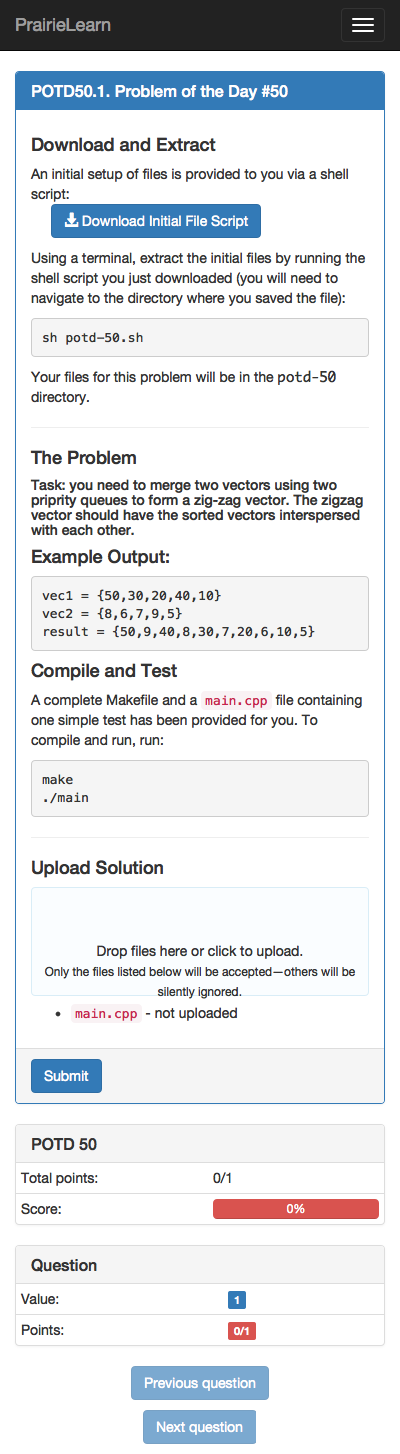 PrairieLearn
POTD50.1. Problem of the Day #50
Download and Extract
An initial setup of files is provided to you via a shell
script:
Download Initial File Script
Using a terminal, extract the initial files by running the
shell script you just downloaded (you will need to
navigate to the directory where you saved the file):
sh potd-50.sh
Your files for this problem will be in the potd-50
directory.
The Problem
Task: you need to merge two vectors using two
priprity queues to form a zig-zag vector. The zigzag
vector should have the sorted vectors interspersed
with each other.
Example Output:
vec1 = {50,30,20,40,10}
vec2 = {8,6,7,9,5}
result = {50,9,40,8,30,7,20,6,10,5}
Compile and Test
A complete Makefile and a main.cpp file containing
one simple test has been provided for you. To
compile and run, run:
make
./main
Upload Solution
Drop files here or click to upload.
Only the files listed below will be accepted—others will be
silently ignored.
• main.cpp - not uploaded
Submit
POTD 50
Total points: 0/1
Score: 0%
Question
Value: 1
Points: 0/1
Previous question
Next question